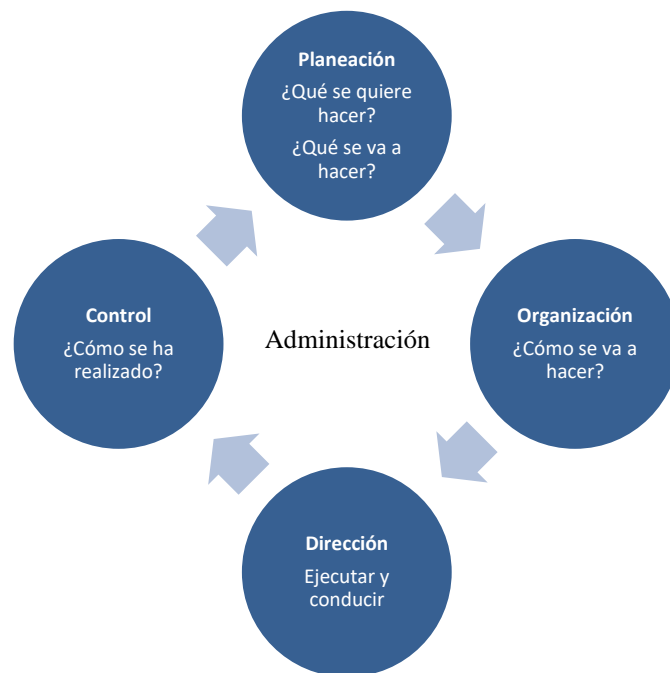 Planeación
¿Qué se quiere
hacer?
¿Qué se va a
hacer?
Control
¿Cómo se ha
realizado?
Administración
Organización
¿Cómo se va a
hacer?
Dirección
Ejecutar y
conducir